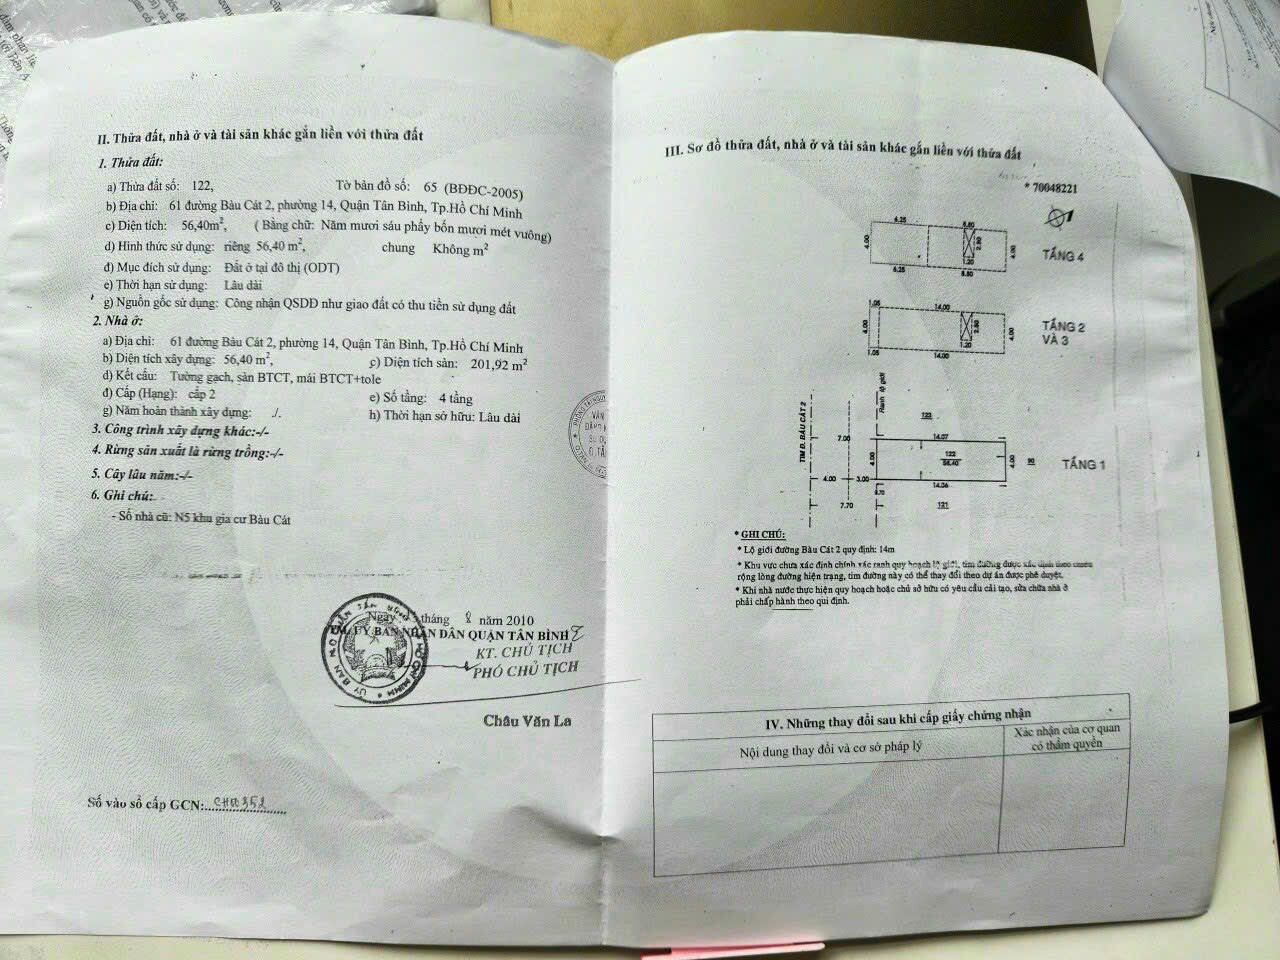 II. Thửa đất, nhà ở và tài sản khác gắn liền với thửa đất
1. Thửa đất:
a) Thửa đất số: 122, Tờ bản đồ số: 65 (BĐĐC-2005)
b) Địa chỉ: 61 đường Bàu Cát 2, phường 14, Quận Tân Bình, Tp.Hồ Chí Minh
c) Diện tích: 56,40m², ( Bằng chữ: Năm mươi sáu phẩy bốn mươi mét vuông)
d) Hình thức sử dụng: riêng 56,40 m², chung Không m²
đ) Mục đích sử dụng: Đất ở tại đô thị (ODT)
e) Thời hạn sử dụng: Lâu dài
g) Nguồn gốc sử dụng: Công nhận QSDĐ như giao đất có thu tiền sử dụng đất
2. Nhà ở:
a) Địa chỉ: 61 đường Bàu Cát 2, phường 14, Quận Tân Bình, Tp.Hồ Chí Minh
b) Diện tích xây dựng: 56,40 m², c) Diện tích sàn: 201,92 m²
d) Kết cấu: Tường gạch, sàn BTCT, mái BTCT+tole
đ) Cấp (Hạng): cấp 2 e) Số tầng: 4 tầng
g) Năm hoàn thành xây dựng: ./. h) Thời hạn sở hữu: Lâu dài
3. Công trình xây dựng khác:-/-
4. Rừng sản xuất là rừng trồng:-/-
5. Cây lâu năm:-/-
6. Ghi chú:
- Số nhà cũ: N5 khu gia cư Bàu Cát
Ngày tháng 2 năm 2010
TM. ỦY BAN NHÂN DÂN QUẬN TÂN BÌNH
KT. CHỦ TỊCH
PHÓ CHỦ TỊCH
Châu Văn La
Số vào sổ cấp GCN: CH00352
III. Sơ đồ thửa đất, nhà ở và tài sản khác gắn liền với thửa đất
* 70048221
6.25 8.80
4.00 2.80 4.00 TẦNG 4
1.20
6.25 8.80
1.05 14.00
4.00 2.80 4.00 TẦNG 2
VÀ 3
1.20
1.05 14.00
TIM Đ. BÀU CÁT 2
Ranh lộ giới
123
7.00 14.07
4.00 122 4.00 90 TẦNG 1
56.40
4.00 3.00 14.06
0.70
7.70 121
* GHI CHÚ:
* Lộ giới đường Bàu Cát 2 quy định: 14m
* Khu vực chưa xác định chính xác ranh quy hoạch lộ giới, tim đường được xác định theo
rộng lòng đường hiện trạng, tim đường này có thể thay đổi theo dự án được phê duyệt.
* Khi nhà nước thực hiện quy hoạch hoặc chủ sở hữu có yêu cầu cải tạo, sửa chữa nhà ở
phải chấp hành theo qui định.
IV. Những thay đổi sau khi cấp giấy chứng nhận
Nội dung thay đổi và cơ sở pháp lý
Xác nhận của cơ quan
có thẩm quyền